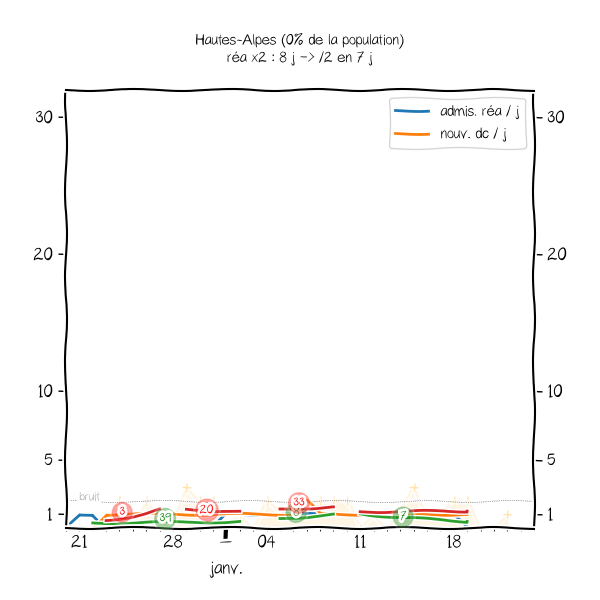 Hautes-Alpes (0% de la population)
réa x2 : 8 j -> /2 en 7 j
admis. réa / j
nouv. dc / j
30 30
20 20
10 10
5 5
bruit
3 39 20 33 8 7
1 1
21 28 04 11 18
janv.